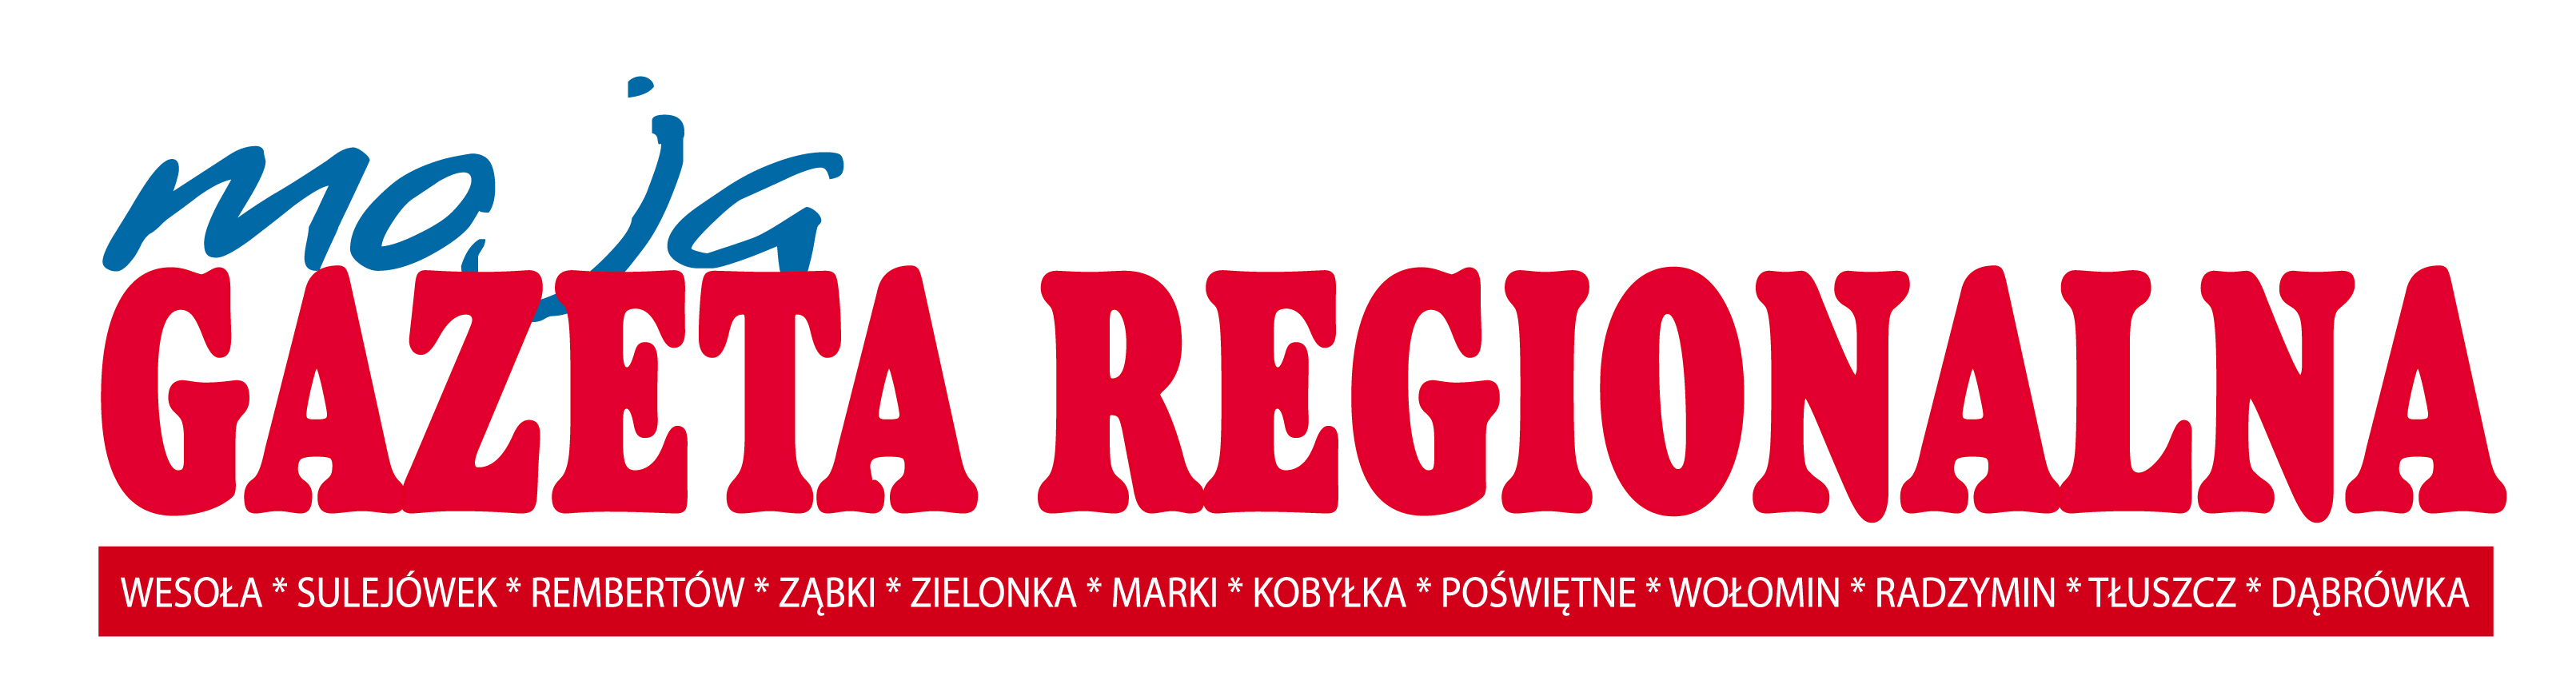 moja
GAZETA REGIONALNA
WESOŁA * SULEJÓWEK * REMBERTÓW * ZĄBKI * ZIELONKA * MARKI * KOBYŁKA * POŚWIĘTNE * WOŁOMIN * RADZYMIN * TŁUSZCZ * DĄBRÓWKA